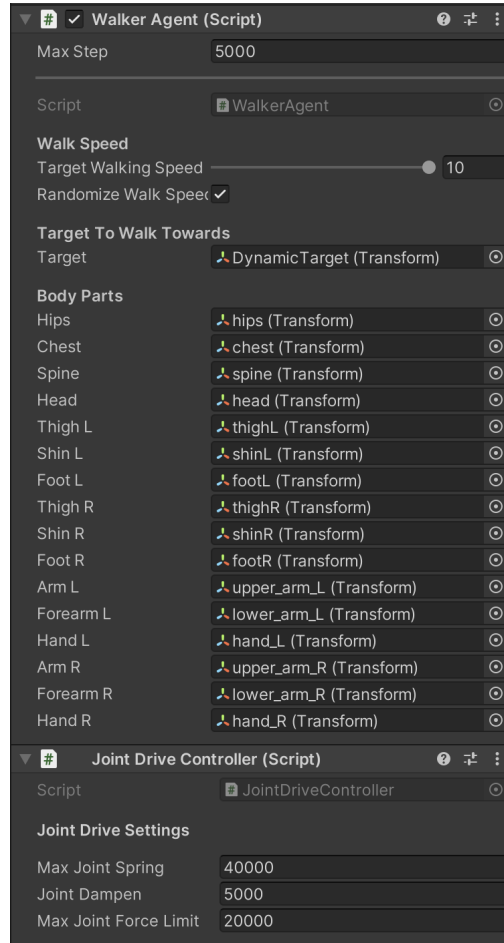 Walker Agent (Script)
Max Step 5000
Script WalkerAgent
Walk Speed
Target Walking Speed 10
Randomize Walk Speec
Target To Walk Towards
Target DynamicTarget (Transform)
Body Parts
Hips hips (Transform)
Chest chest (Transform)
Spine spine (Transform)
Head head (Transform)
Thigh L thighL (Transform)
Shin L shinL (Transform)
Foot L footL (Transform)
Thigh R thighR (Transform)
Shin R shinR (Transform)
Foot R footR (Transform)
Arm L upper_arm_L (Transform)
Forearm L lower_arm_L (Transform)
Hand L hand_L (Transform)
Arm R upper_arm_R (Transform)
Forearm R lower_arm_R (Transform)
Hand R hand_R (Transform)
Joint Drive Controller (Script)
Script JointDriveController
Joint Drive Settings
Max Joint Spring 40000
Joint Dampen 5000
Max Joint Force Limit 20000